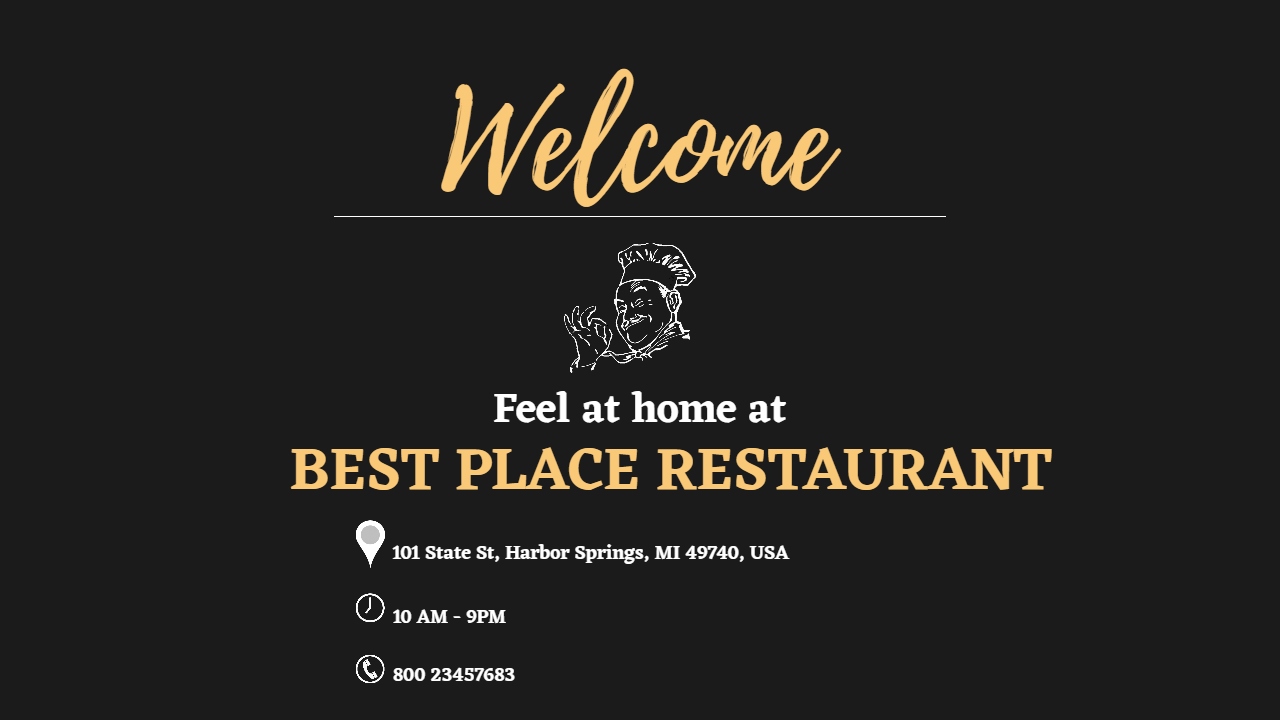 Welcome
Feel at home at
BEST PLACE RESTAURANT
101 State St, Harbor Springs, MI 49740, USA
10 AM - 9PM
800 23457683